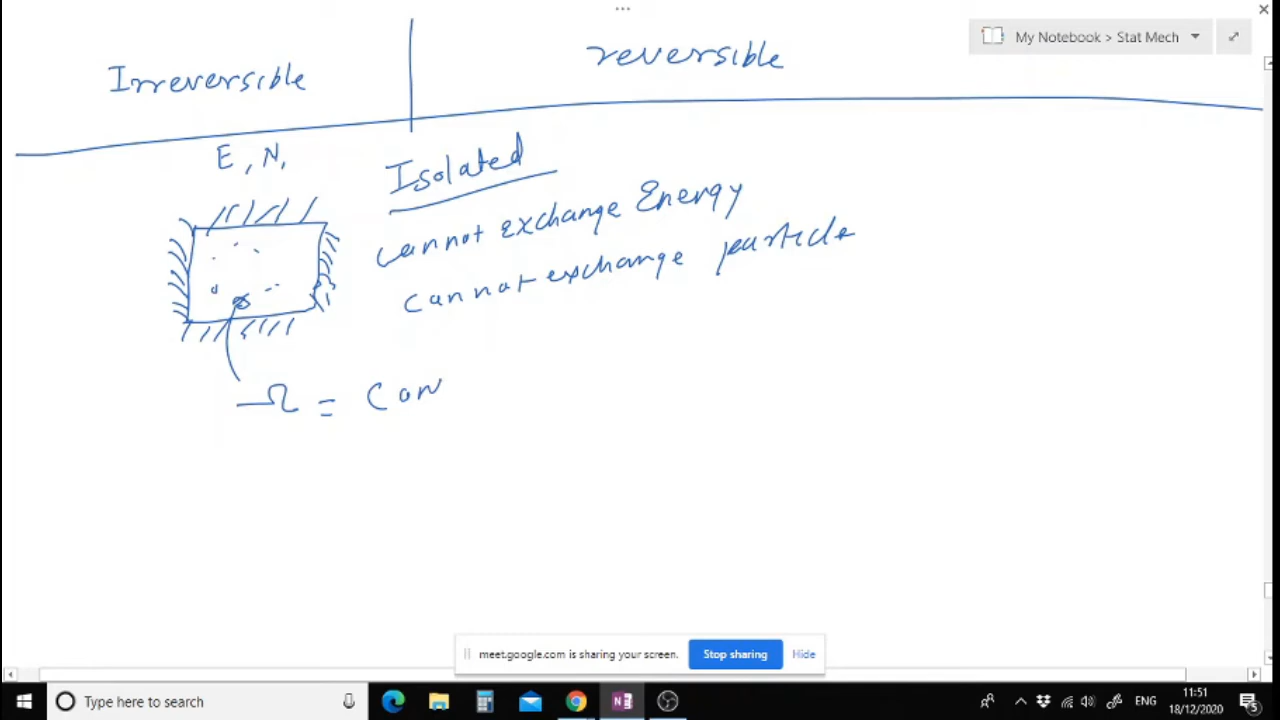 ...
My Notebook > Stat Mech
Irreversible
reversible
E, N,
Isolated
cannot exchange Energy
cannot exchange particle
Ω = Con
meet.google.com is sharing your screen.
Stop sharing
Hide
Type here to search
ENG
11:51
18/12/2020
5